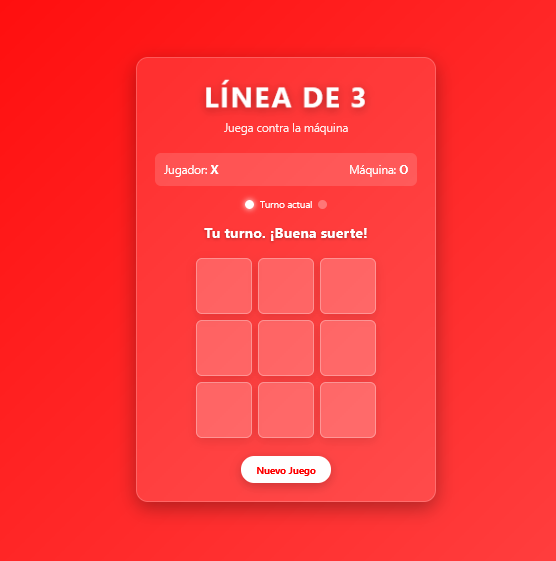 LÍNEA DE 3
Juega contra la máquina
Jugador: X Máquina: O
Turno actual
Tu turno. ¡Buena suerte!
Nuevo Juego